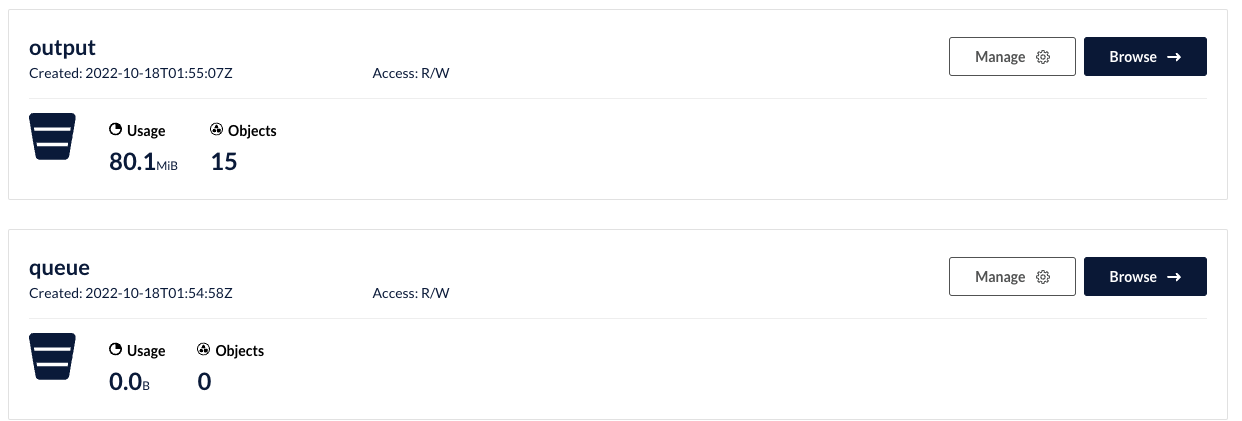 output
Created: 2022-10-18T01:55:07Z Access: R/W
Manage Browse
Usage Objects
80.1MiB 15
queue
Created: 2022-10-18T01:54:58Z Access: R/W
Manage Browse
Usage Objects
0.0B 0